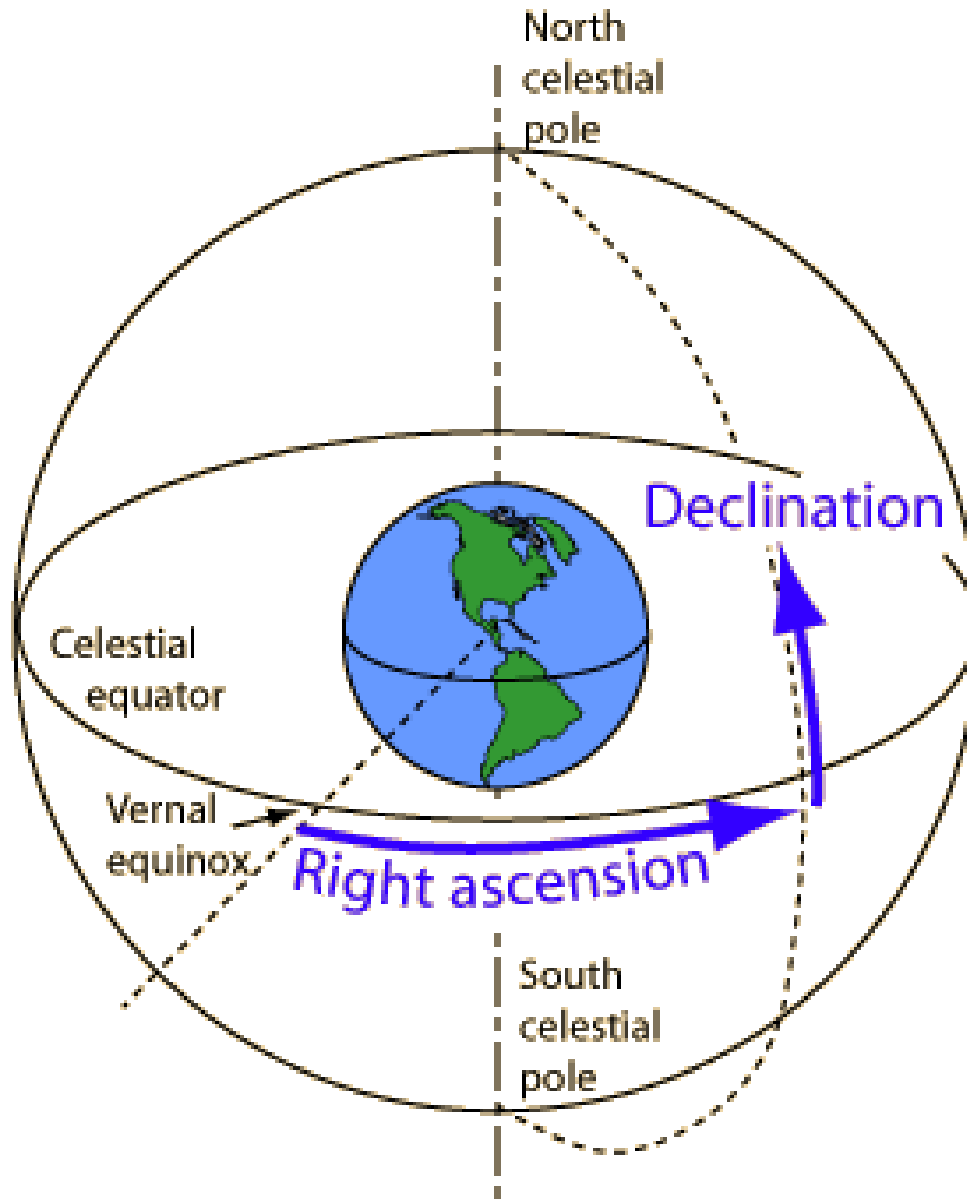 North
celestial
pole
Declination
Celestial
equator
Vernal
equinox
Right ascension
South
celestial
pole